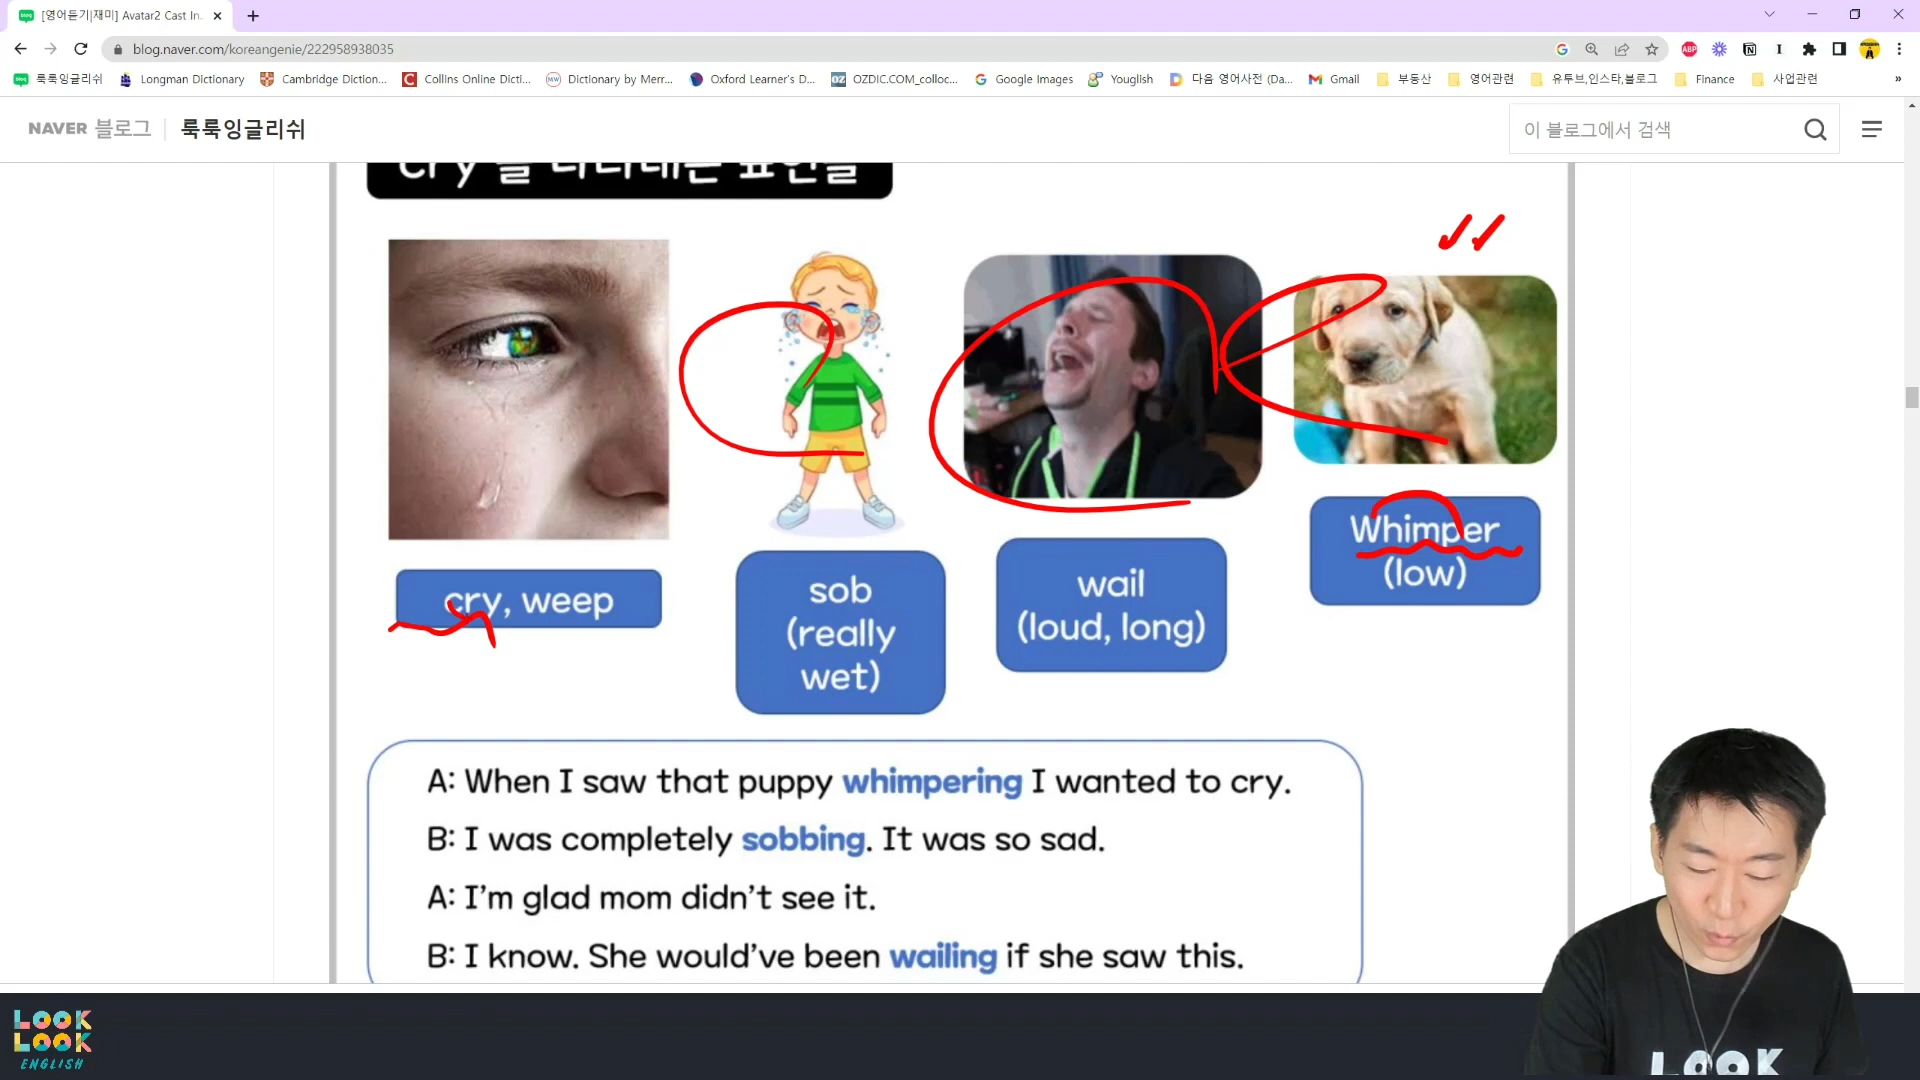 [영어듣기|재미] Avatar2 Cast In
blog.naver.com/koreangenie/222958938035
룩룩잉글리쉬 Longman Dictionary Cambridge Diction... Collins Online Dicti... Dictionary by Merr... Oxford Learner's D... OZDIC.COM_colloc... Google Images Youglish 다음 영어사전 (Da... Gmail 부동산 영어관련 유투브,인스타,블로그 Finance 사업관련 »
NAVER 블로그 룩룩잉글리쉬 이 블로그에서 검색
cry, weep
sob
(really
wet)
wail
(loud, long)
Whimper
(low)
A: When I saw that puppy whimpering I wanted to cry.
B: I was completely sobbing. It was so sad.
A: I'm glad mom didn't see it.
B: I know. She would've been wailing if she saw this.
LOOK
LOOK
ENGLISH
LOOK